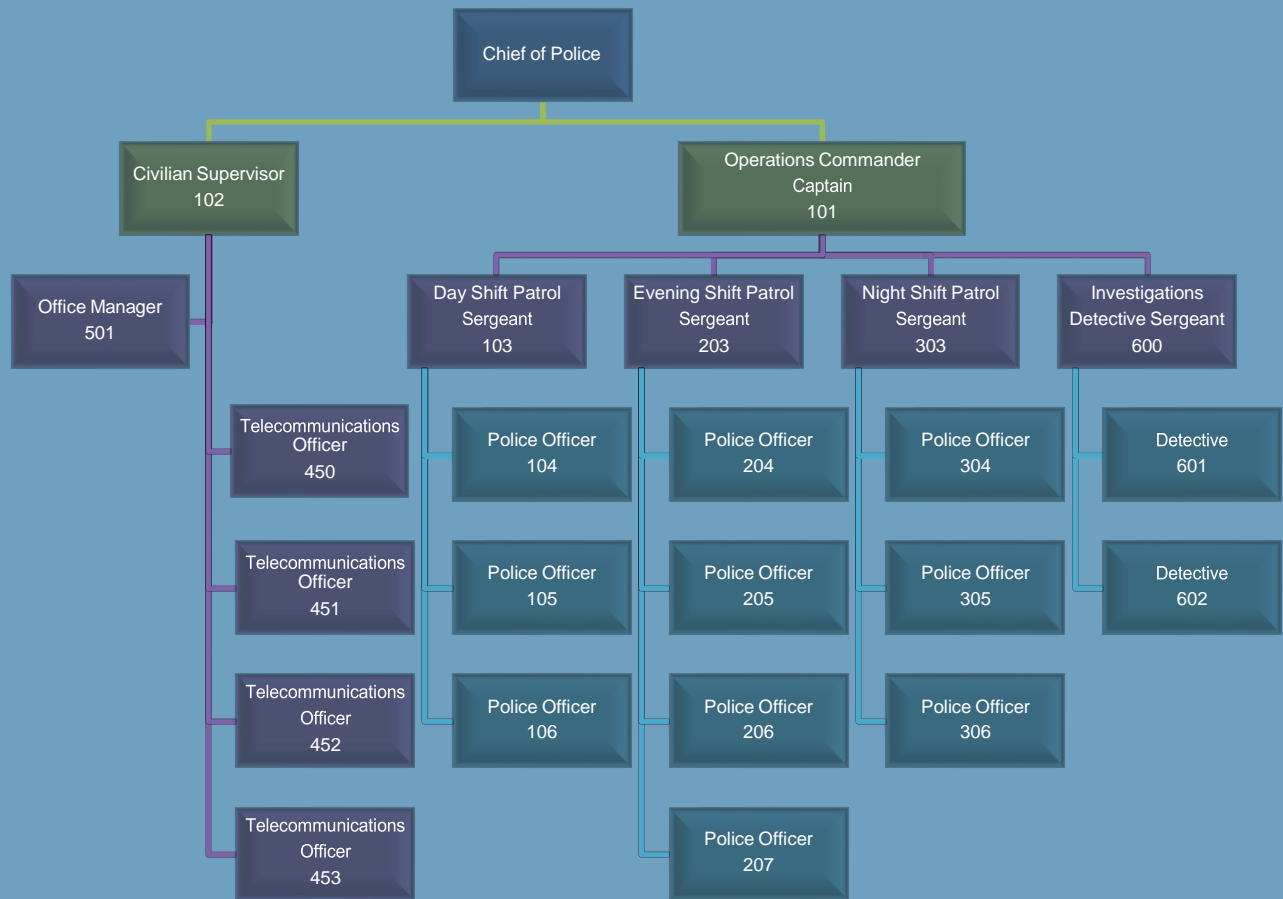 Chief of Police
Civilian Supervisor
102
Operations Commander
Captain
101
Office Manager
501
Day Shift Patrol
Sergeant
103
Evening Shift Patrol
Sergeant
203
Night Shift Patrol
Sergeant
303
Investigations
Detective Sergeant
600
Telecommunications
Officer
450
Police Officer
104
Police Officer
204
Police Officer
304
Detective
601
Telecommunications
Officer
451
Police Officer
105
Police Officer
205
Police Officer
305
Detective
602
Telecommunications
Officer
452
Police Officer
106
Police Officer
206
Police Officer
306
Telecommunications
Officer
453
Police Officer
207